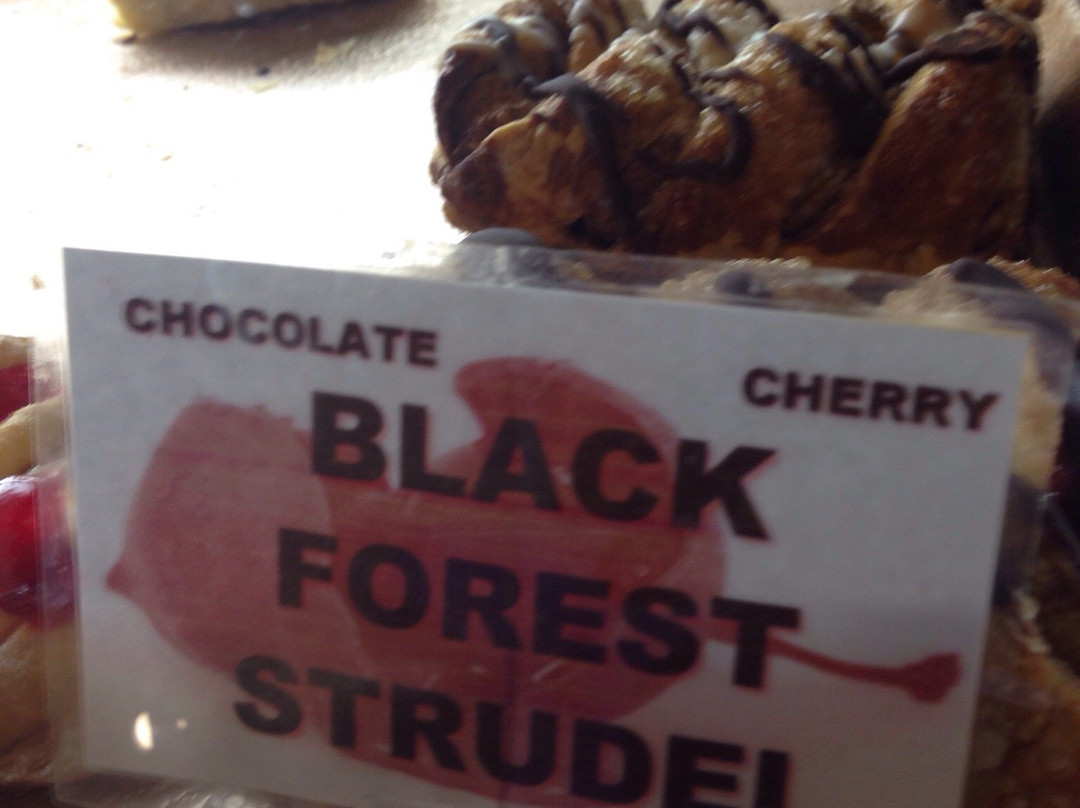 CHOCOLATE
CHERRY
BLACK
FOREST
STRUDEL